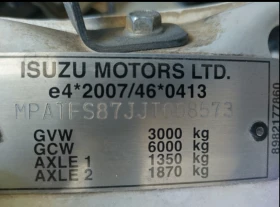 ISUZU MOTORS LTD.
e4*2007/46*0413
GVW 3000 kg
GCW 6000 kg
AXLE 1 1350 kg
AXLE 2 1870 kg